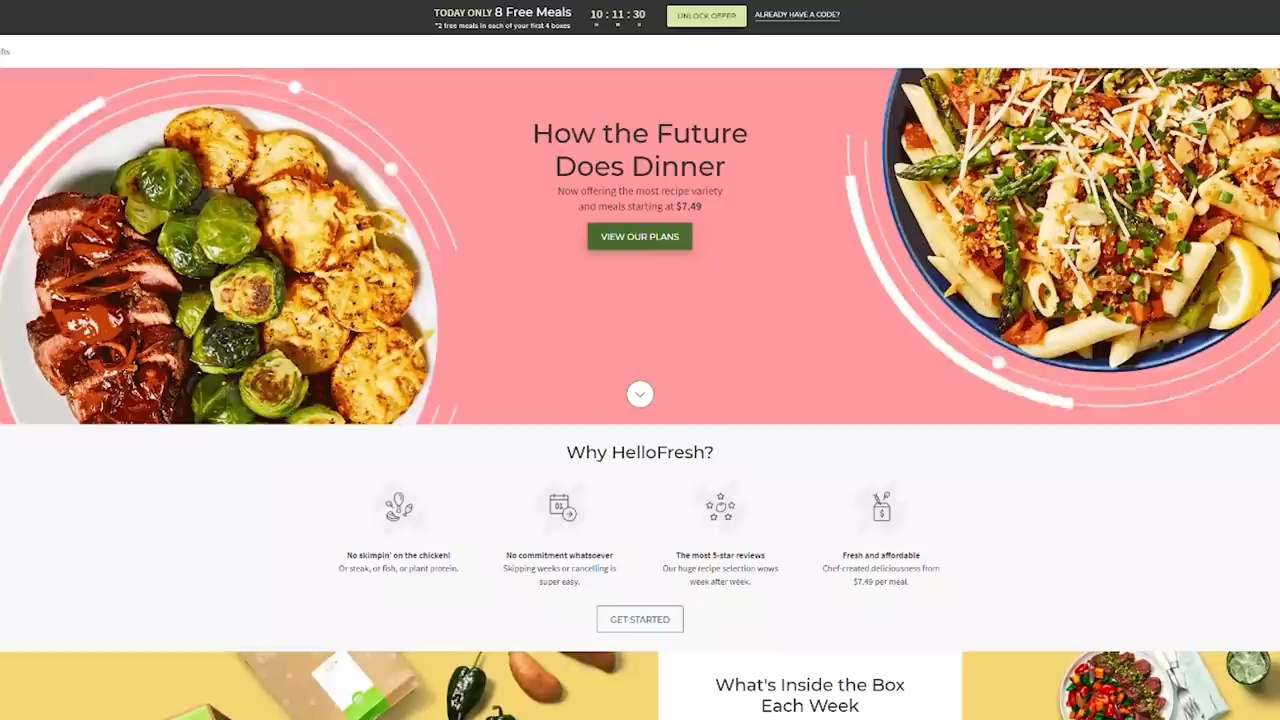 TODAY ONLY 8 Free Meals
*2 free meals in each of your first 4 boxes
10 : 11 : 30
UNLOCK OFFER
ALREADY HAVE A CODE?
How the Future
Does Dinner
Now offering the most recipe variety
and meals starting at $7.49
VIEW OUR PLANS
Why HelloFresh?
01
$
No skimpin' on the chicken!
Or steak, or fish, or plant protein.
No commitment whatsoever
Skipping weeks or cancelling is
super easy.
The most 5-star reviews
Our huge recipe selection wows
week after week.
Fresh and affordable
Chef-created deliciousness from
$7.49 per meal.
GET STARTED
What's Inside the Box
Each Week